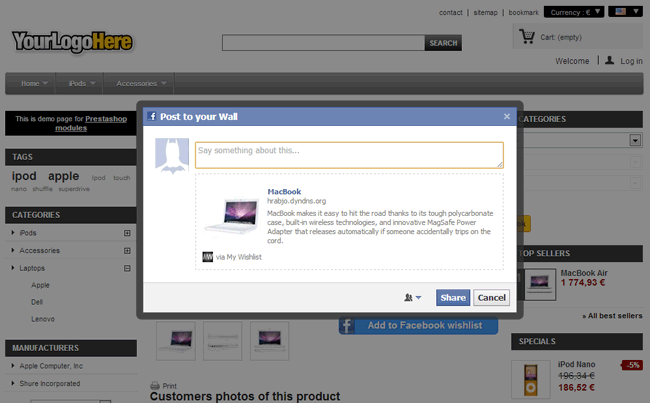 contact | sitemap | bookmark
Currency : €
YourLogoHere
SEARCH
Cart: (empty)
Welcome | Log in
Home
iPods
Accessories
This is demo page for Prestashop
modules
TAGS
ipod apple ipod touch
nano shuffle superdrive
CATEGORIES
iPods
Accessories
Laptops
Apple
Dell
Lenovo
MANUFACTURERS
Apple Computer, Inc
Shure Incorporated
Post to your Wall
Say something about this...
MacBook
hrabjo.dyndns.org
MacBook makes it easy to hit the road thanks to its tough polycarbonate
case, built-in wireless technologies, and innovative MagSafe Power
Adapter that releases automatically if someone accidentally trips on the
cord.
via My Wishlist
Share
Cancel
Add to Facebook wishlist
Print
Customers photos of this product
CATEGORIES
TOP SELLERS
MacBook Air
1 774,93 €
» All best sellers
SPECIALS
iPod Nano
196,34 €
-5%
186,52 €